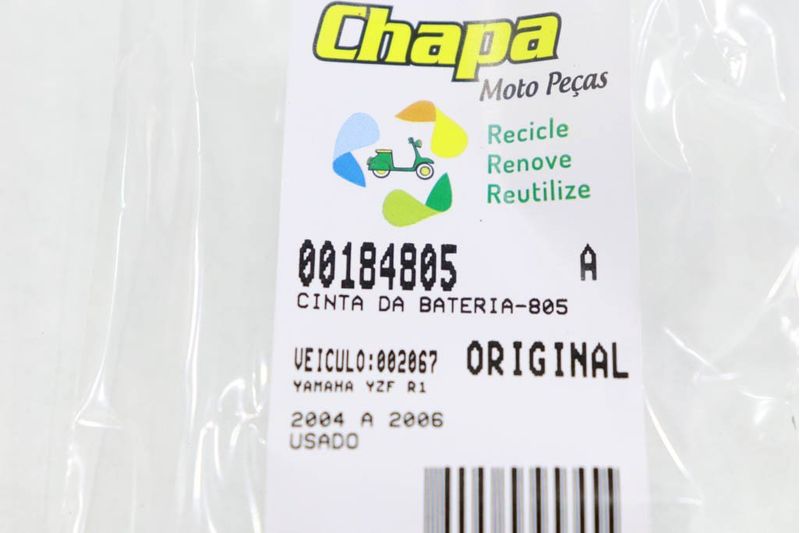 Chapa
Moto Peças
Recicle
Renove
Reutilize
00184805 A
CINTA DA BATERIA-805
VEICULO:002067 ORIGINAL
YAMAHA YZF R1
2004 A 2006
USADO